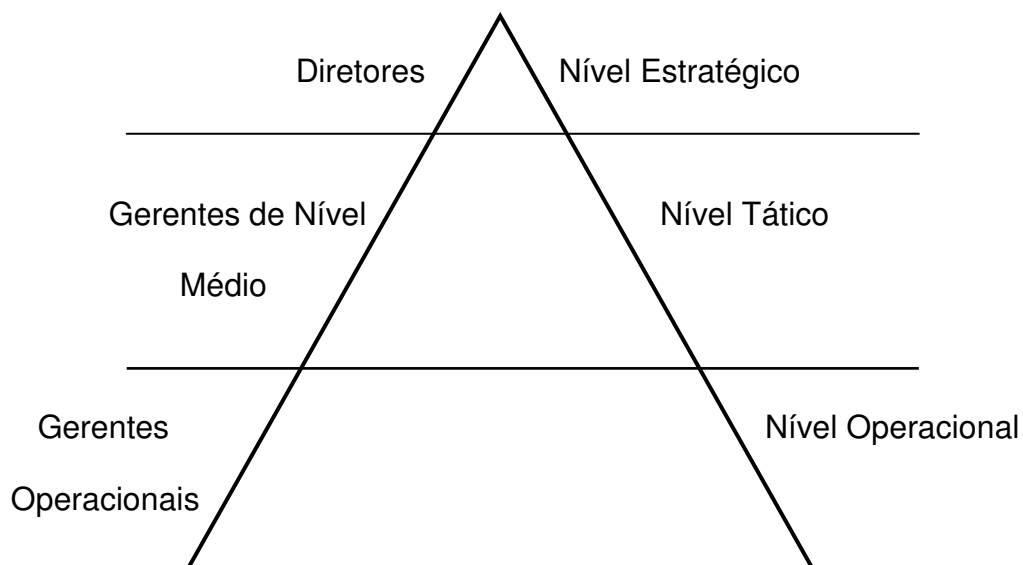 Diretores
Nível Estratégico
Gerentes de Nível
Médio
Nível Tático
Gerentes
Operacionais
Nível Operacional